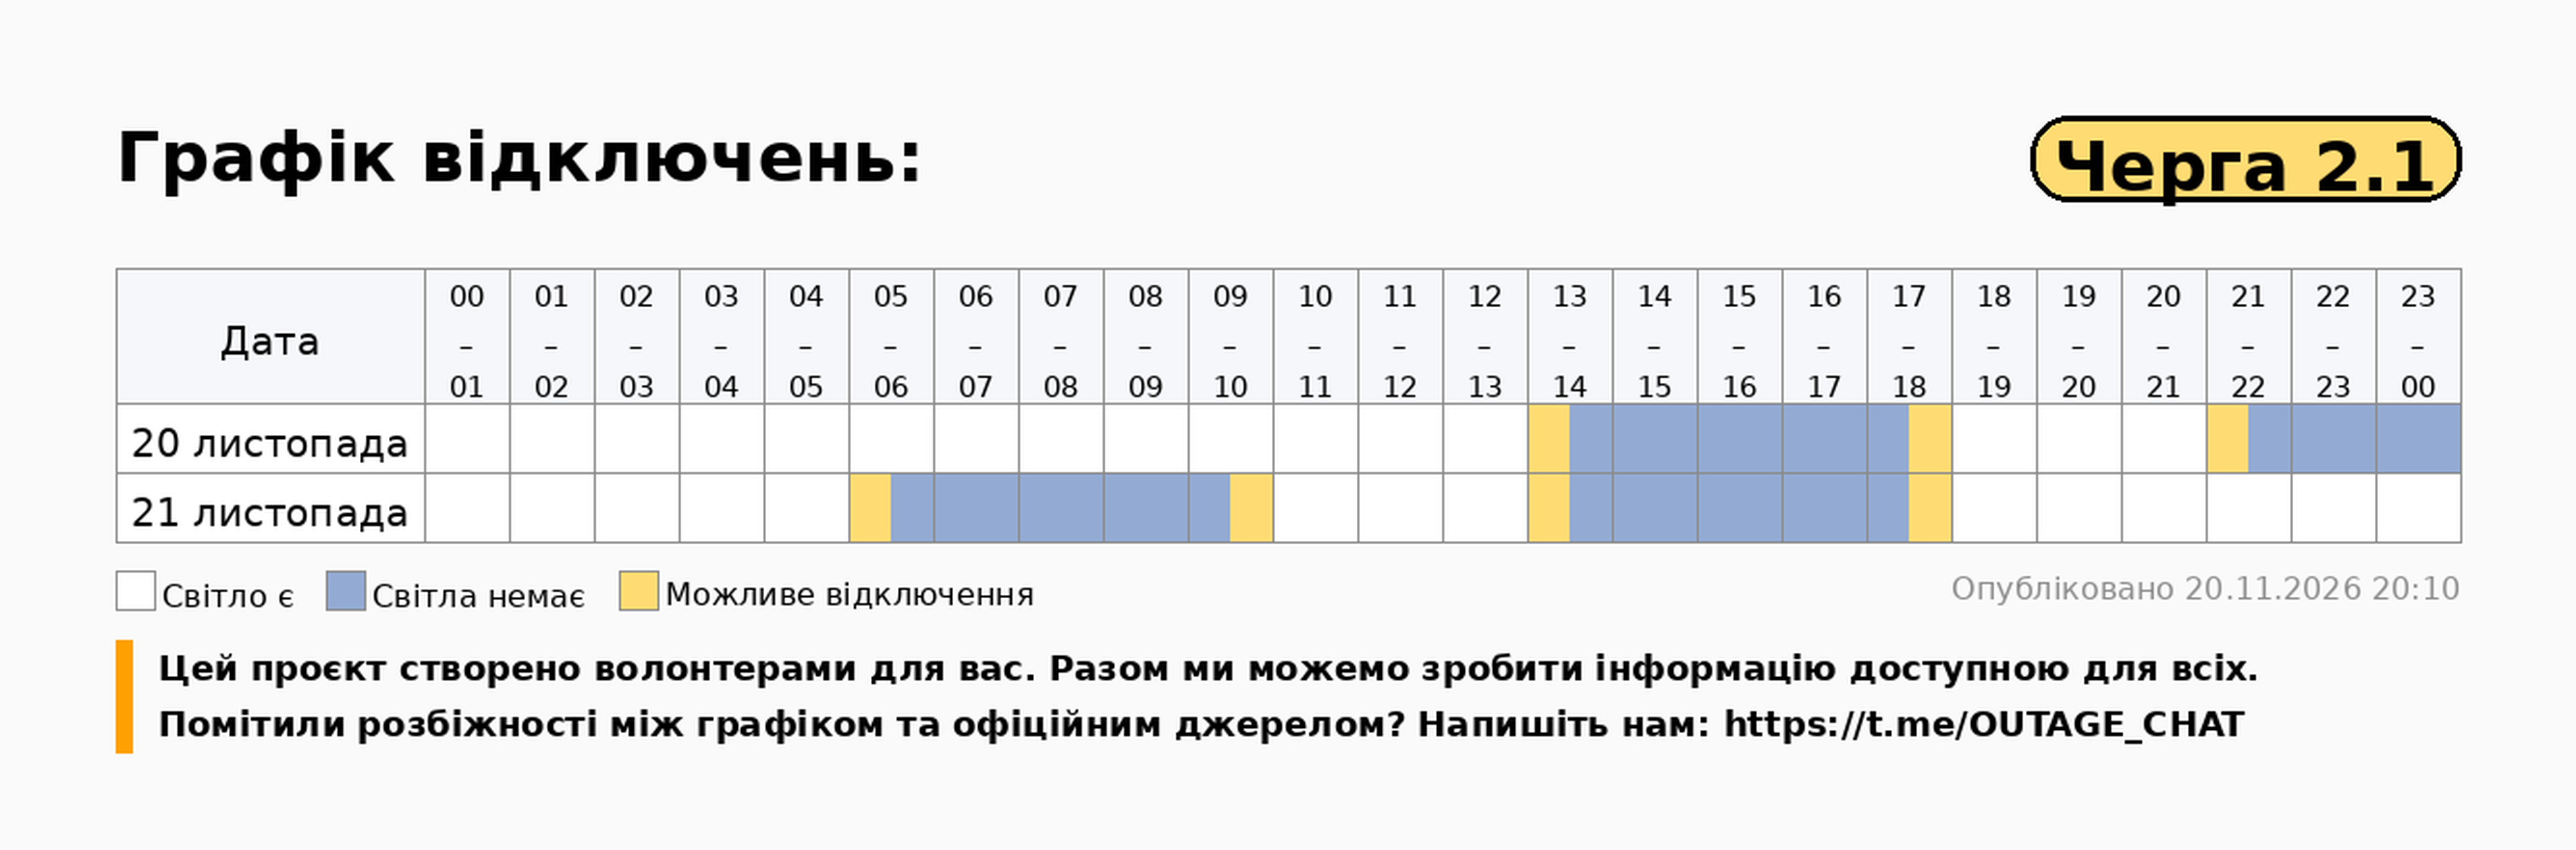 Графік відключень:
Черга 2.1
Дата
00 – 01
01 – 02
02 – 03
03 – 04
04 – 05
05 – 06
06 – 07
07 – 08
08 – 09
09 – 10
10 – 11
11 – 12
12 – 13
13 – 14
14 – 15
15 – 16
16 – 17
17 – 18
18 – 19
19 – 20
20 – 21
21 – 22
22 – 23
23 – 00
20 листопада
21 листопада
Світло є
Світла немає
Можливе відключення
Опубліковано 20.11.2026 20:10
Цей проєкт створено волонтерами для вас. Разом ми можемо зробити інформацію доступною для всіх.
Помітили розбіжності між графіком та офіційним джерелом? Напишіть нам: https://t.me/OUTAGE_CHAT